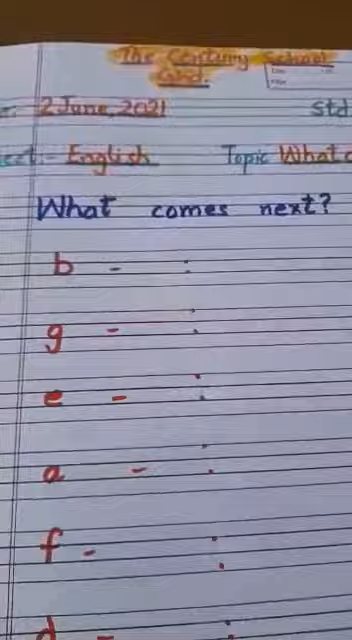 The Century School
2 June, 2021 Std
English Topic What c
What comes next?
b -
g -
e -
a -
f -
d -